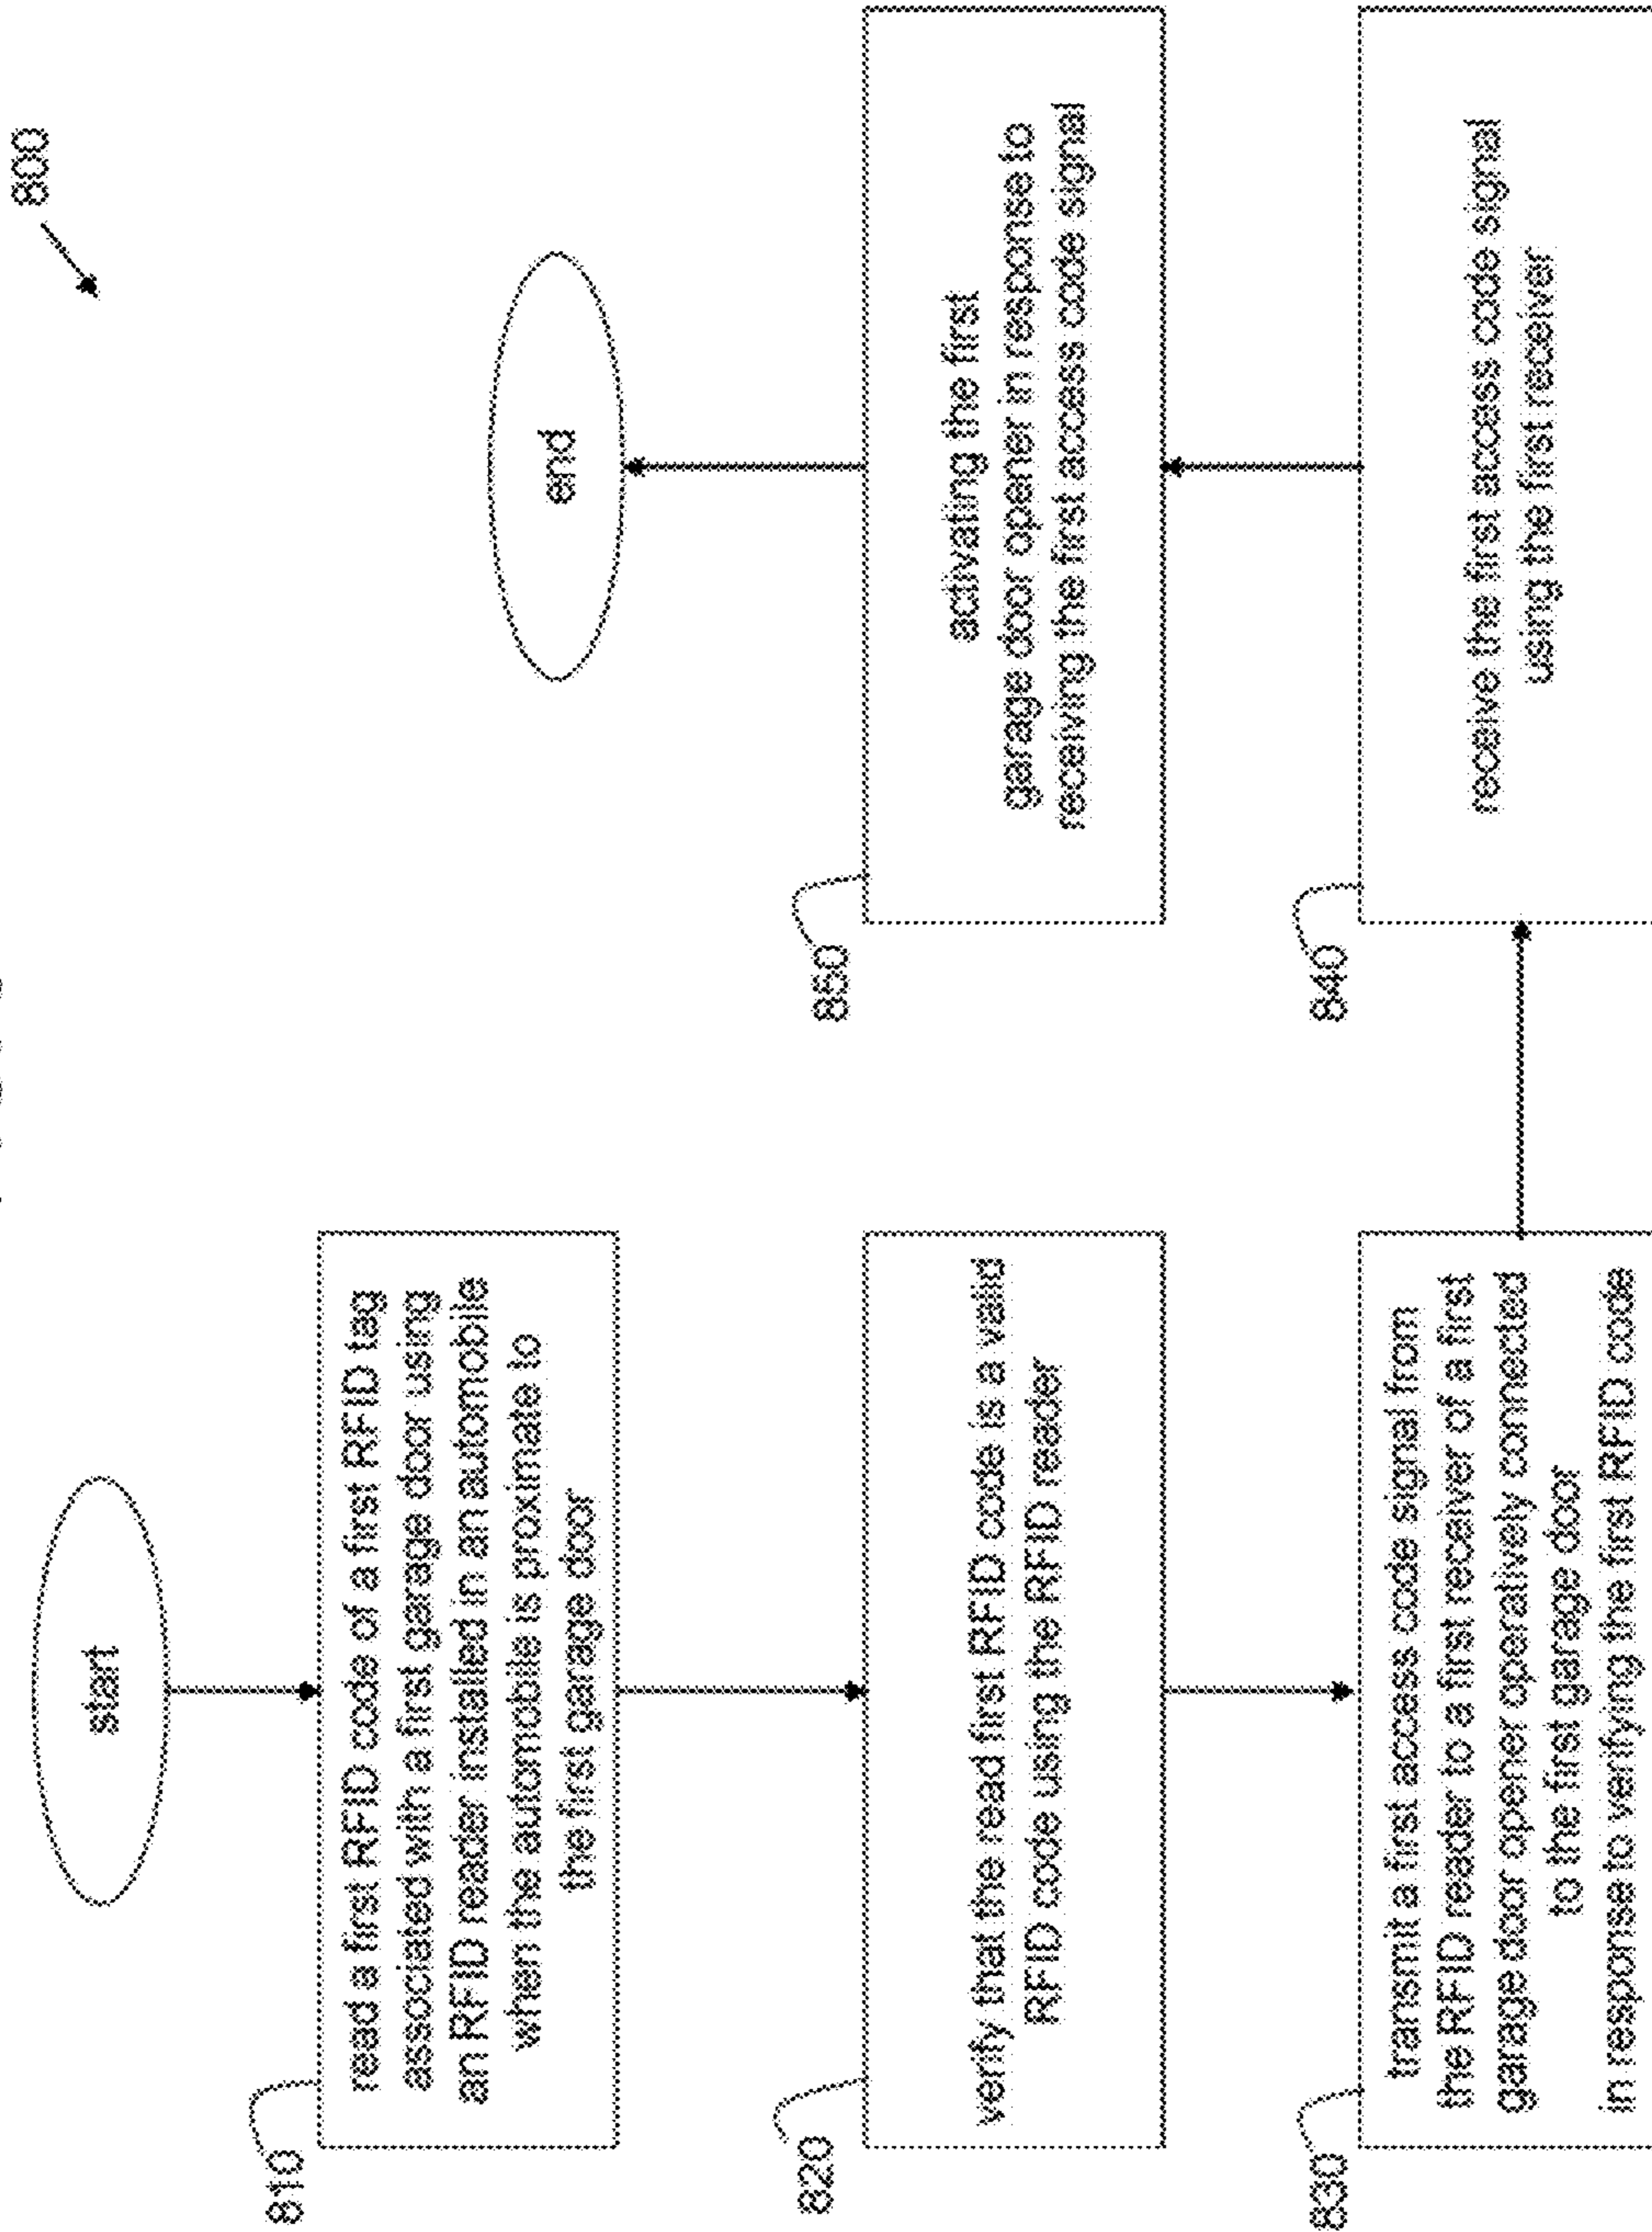 800
start
810
read a first RFID code of a first RFID tag
associated with a first garage door using
an RFID reader installed in an automobile
when the automobile is proximate to
the first garage door
820
verify that the read first RFID code is a valid
RFID code using the RFID reader
830
transmit a first access code signal from
the RFID reader to a first receiver of a first
garage door opener operatively connected
to the first garage door
in response to verifying the first RFID code
840
receive the first access code signal
using the first receiver
850
activating the first
garage door opener in response to
receiving the first access code signal
end